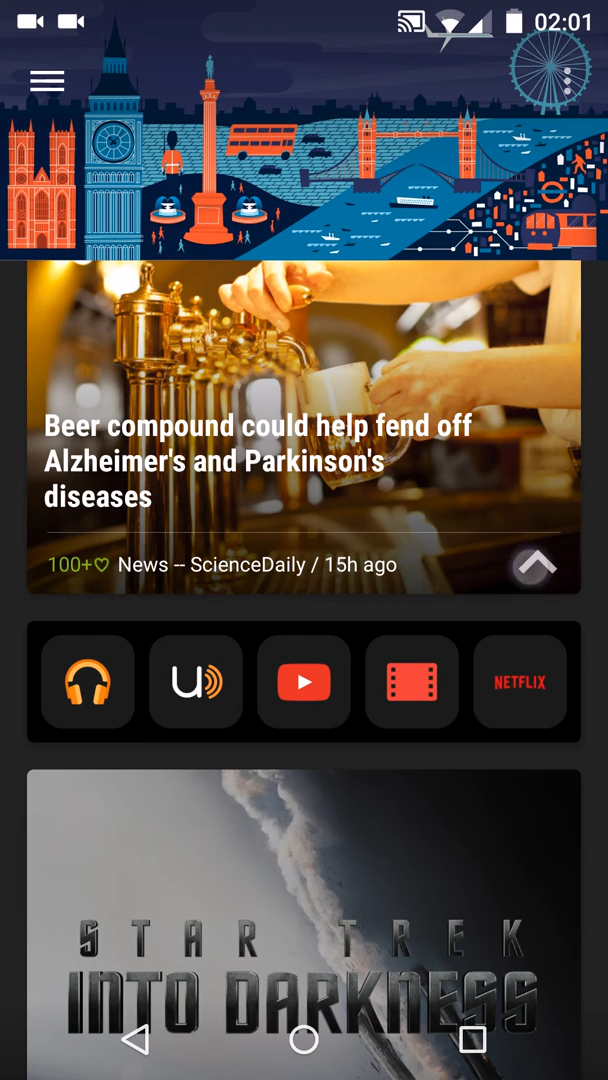 02:01
Beer compound could help fend off
Alzheimer's and Parkinson's
diseases
100+ News -- ScienceDaily / 15h ago
U
NETFLIX
STAR TREK
INTO DARKNESS